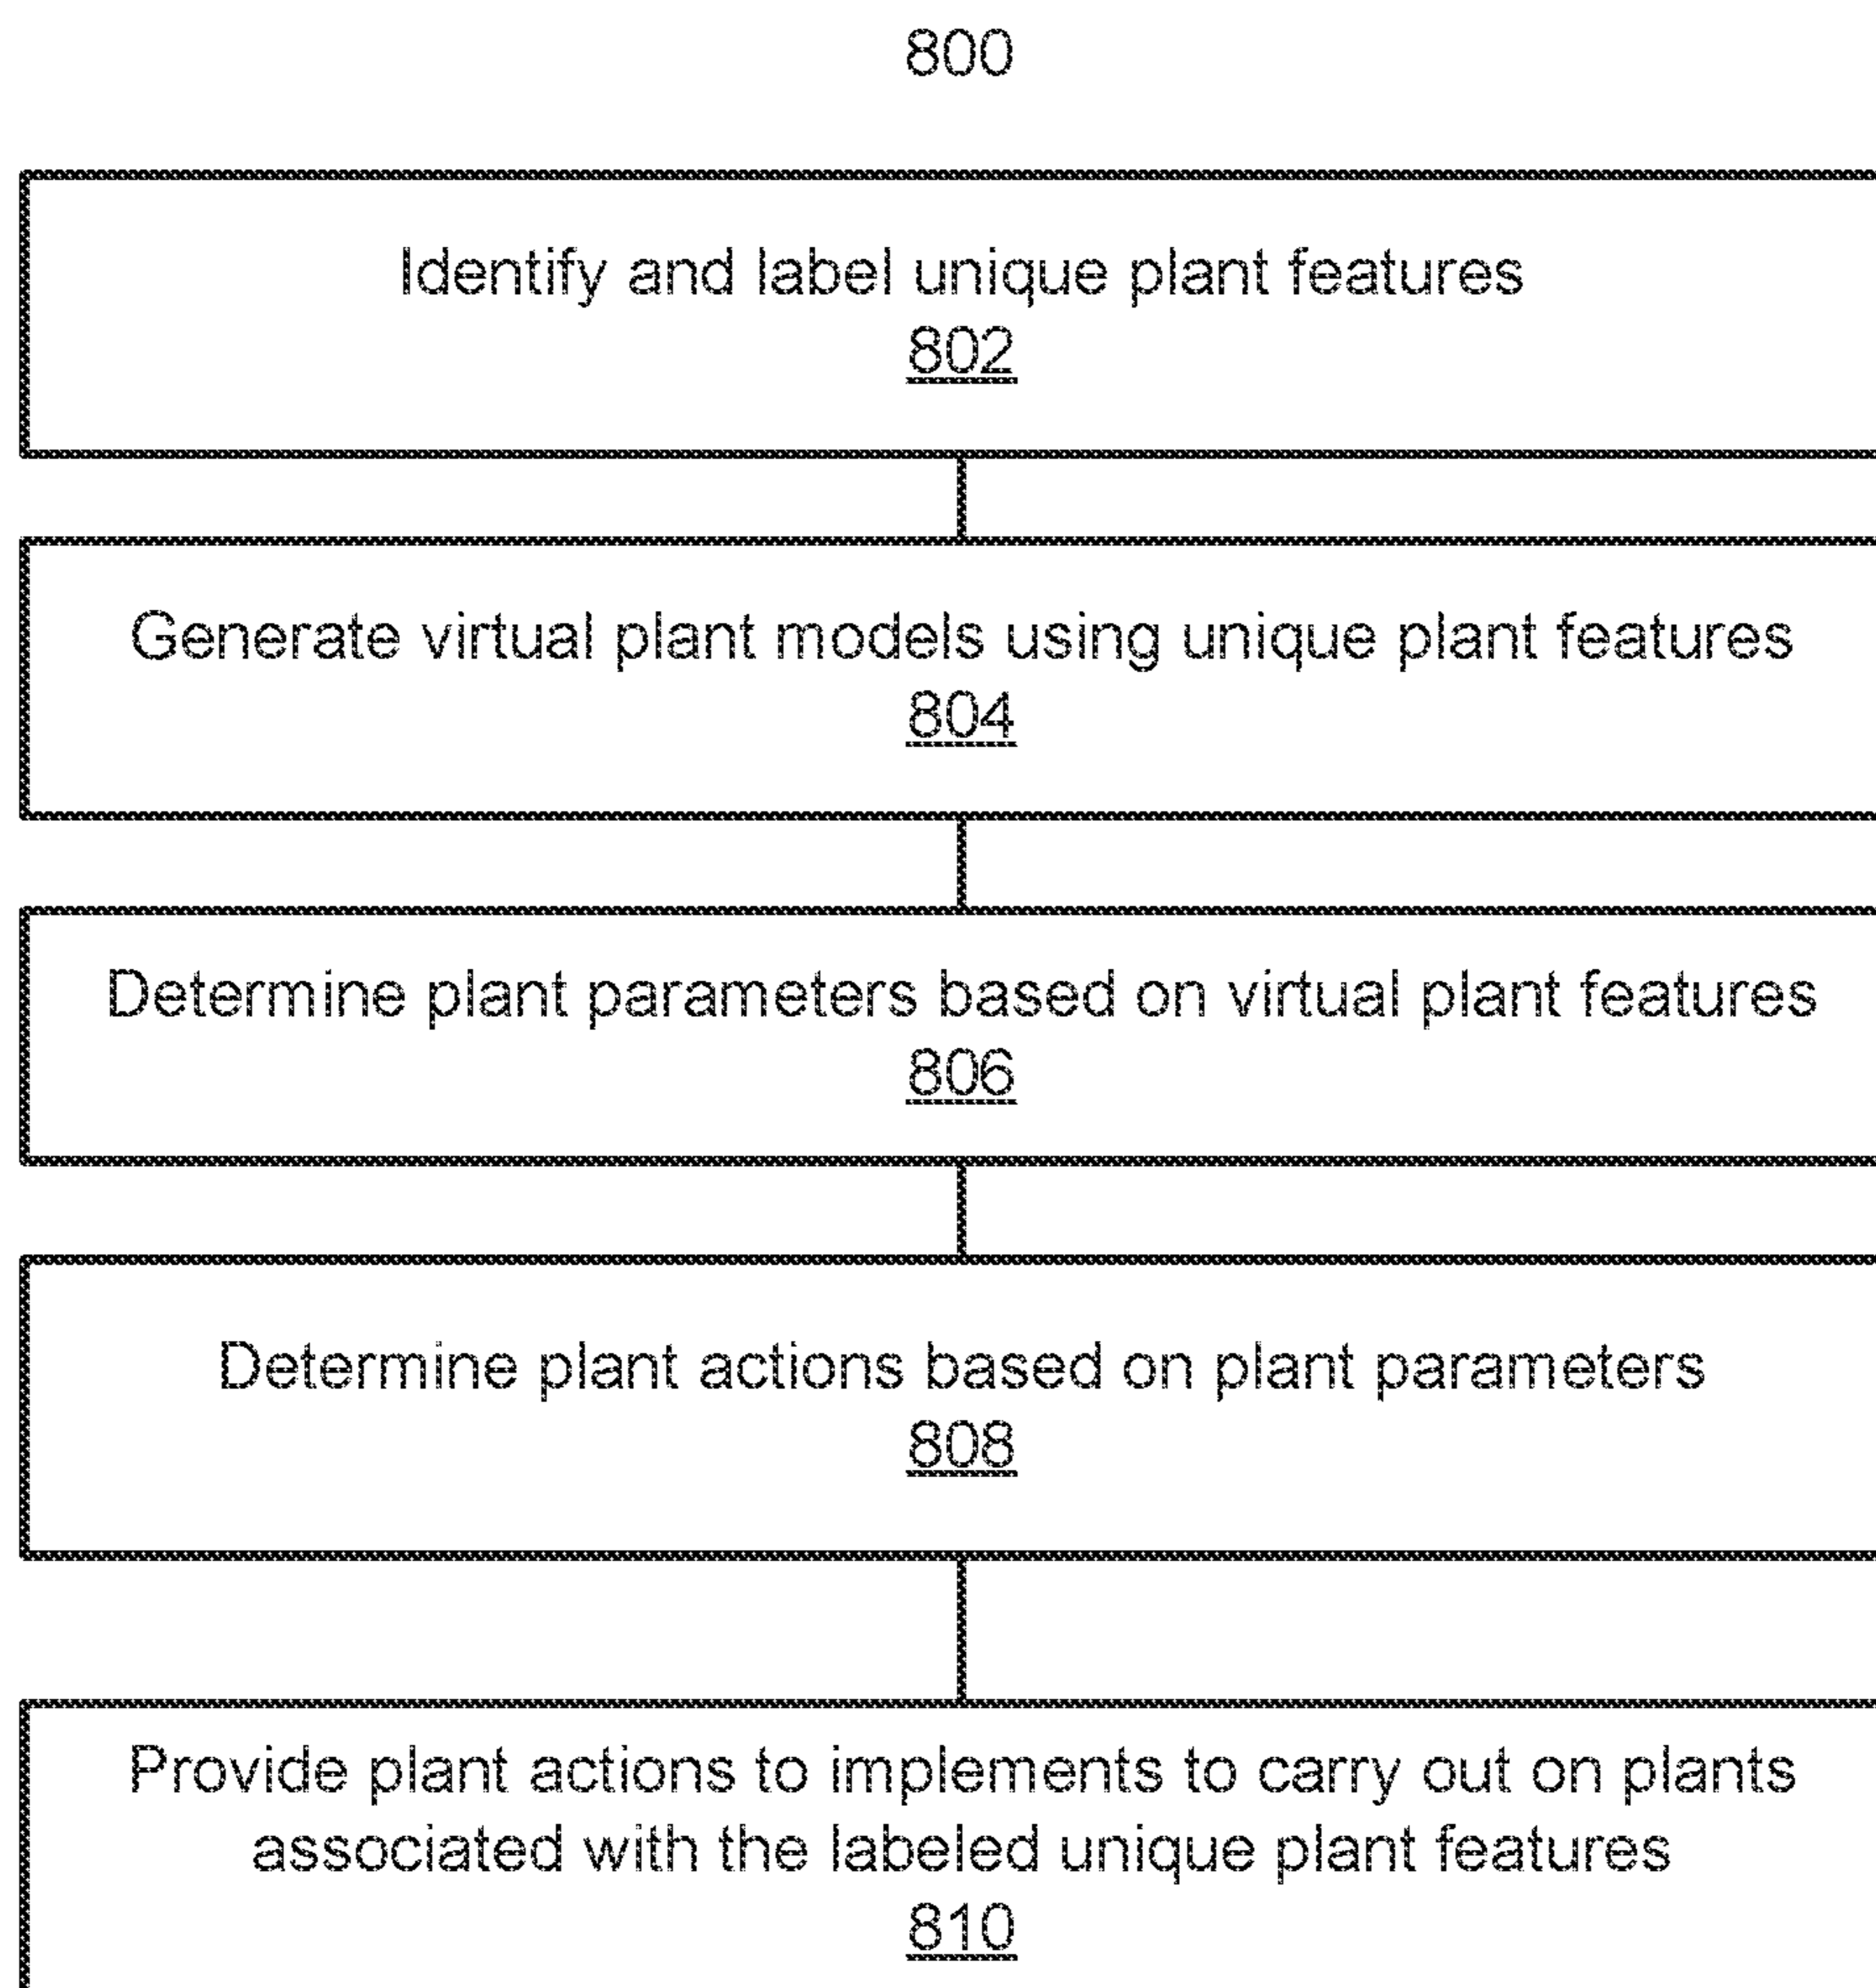 800
Identify and label unique plant features
802
Generate virtual plant models using unique plant features
804
Determine plant parameters based on virtual plant features
806
Determine plant actions based on plant parameters
808
Provide plant actions to implements to carry out on plants
associated with the labeled unique plant features
810